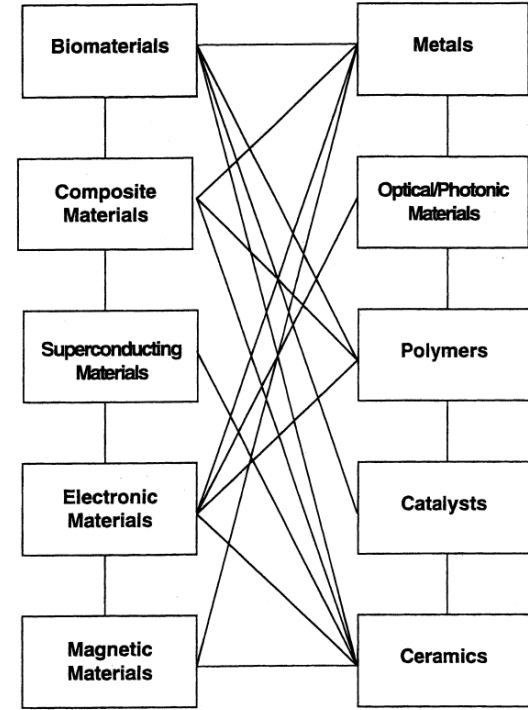 Biomaterials
Metals
Composite
Materials
Optical/Photonic
Materials
Superconducting
Materials
Polymers
Electronic
Materials
Catalysts
Magnetic
Materials
Ceramics